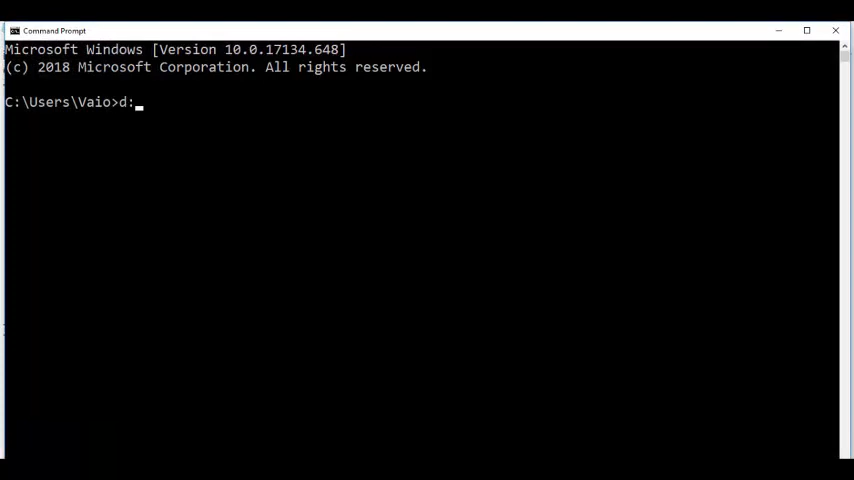 Command Prompt
Microsoft Windows [Version 10.0.17134.648]
(c) 2018 Microsoft Corporation. All rights reserved.
C:\Users\Vaio>d: